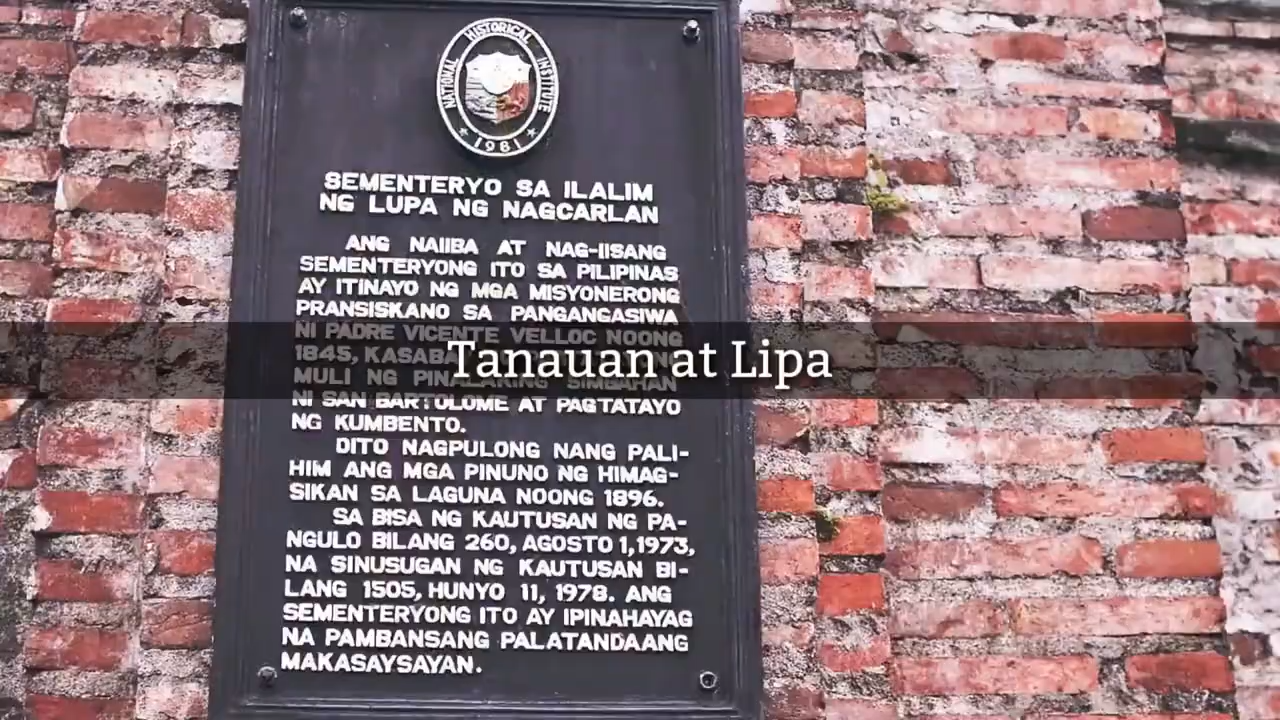 NATIONAL HISTORICAL INSTITUTE
1981
SEMENTERYO SA ILALIM
NG LUPA NG NAGCARLAN
ANG NAIIBA AT NAG-IISANG
SEMENTERYONG ITO SA PILIPINAS
AY ITINAYO NG MGA MISYONERONG
PRANSISKANO SA PANGANGASIWA
NI PADRE VICENTE VELLOC NOONG
1845, NG
Tanauan at Lipa
MULI NG PINALAKING SIMBAHAN
NI SAN BARTOLOME AT PAGTATAYO
NG KUMBENTO.
DITO NAGPULONG NANG PALI-
HIM ANG MGA PINUNO NG HIMAG-
SIKAN SA LAGUNA NOONG 1896.
SA BISA NG KAUTUSAN NG PA-
NGULO BILANG 260, AGOSTO 1,1973,
NA SINUSUGAN NG KAUTUSAN BI-
LANG 1505, HUNYO 11, 1978. ANG
SEMENTERYONG ITO AY IPINAHAYAG
NA PAMBANSANG PALATANDAANG
MAKASAYSAYAN.